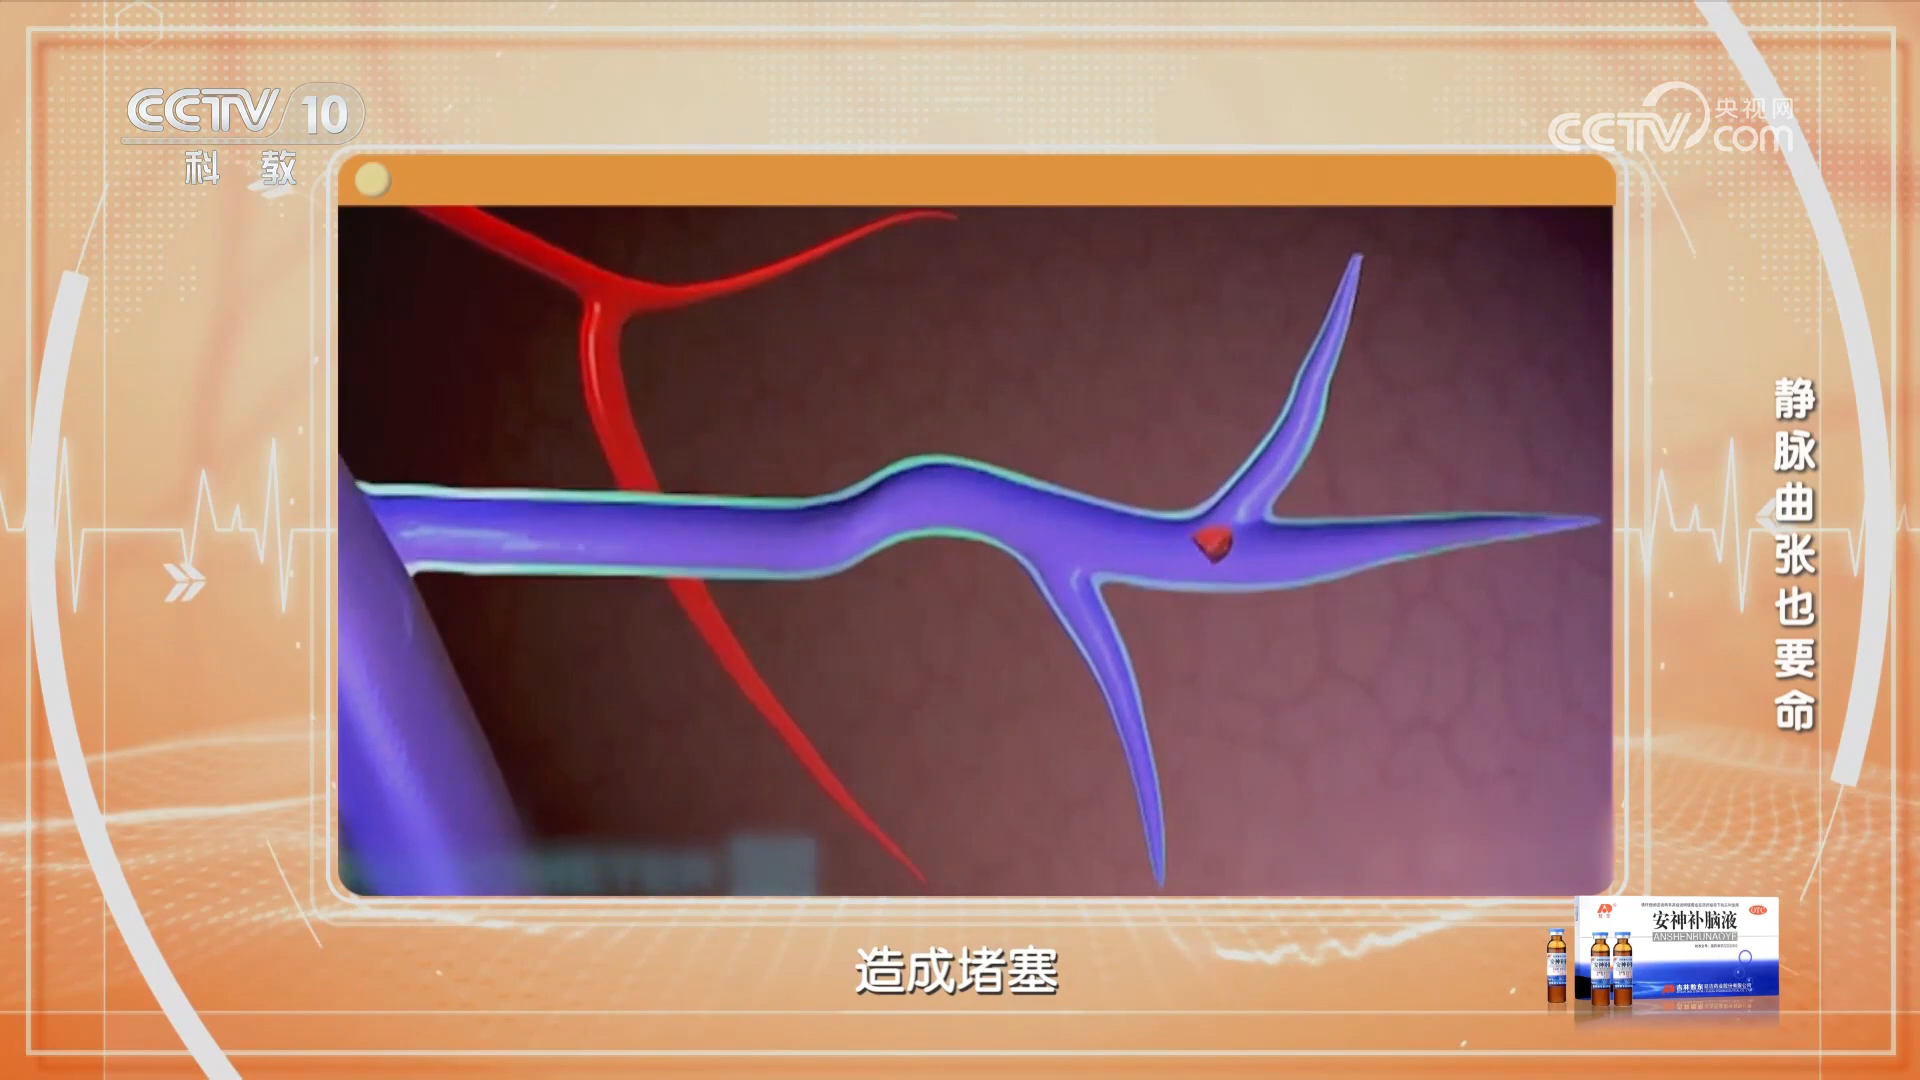 CCTV 10
科 教
央视网
CCTV.com
静脉曲张也要命
安神补脑液
ANSHENBUNAOYE
OTC
造成堵塞